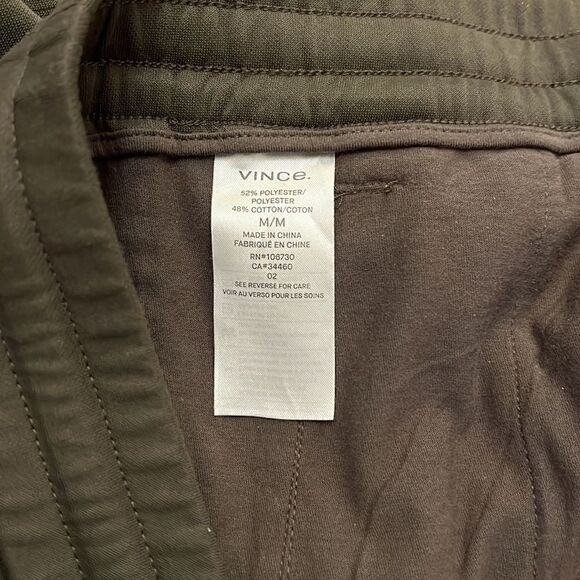 VINCE.
52% POLYESTER/
POLYESTER
48% COTTON/COTON
M/M
MADE IN CHINA
FABRIQUÉ EN CHINE
RN#106730
CA#34460
02
SEE REVERSE FOR CARE
VOIR AU VERSO POUR LES SOINS